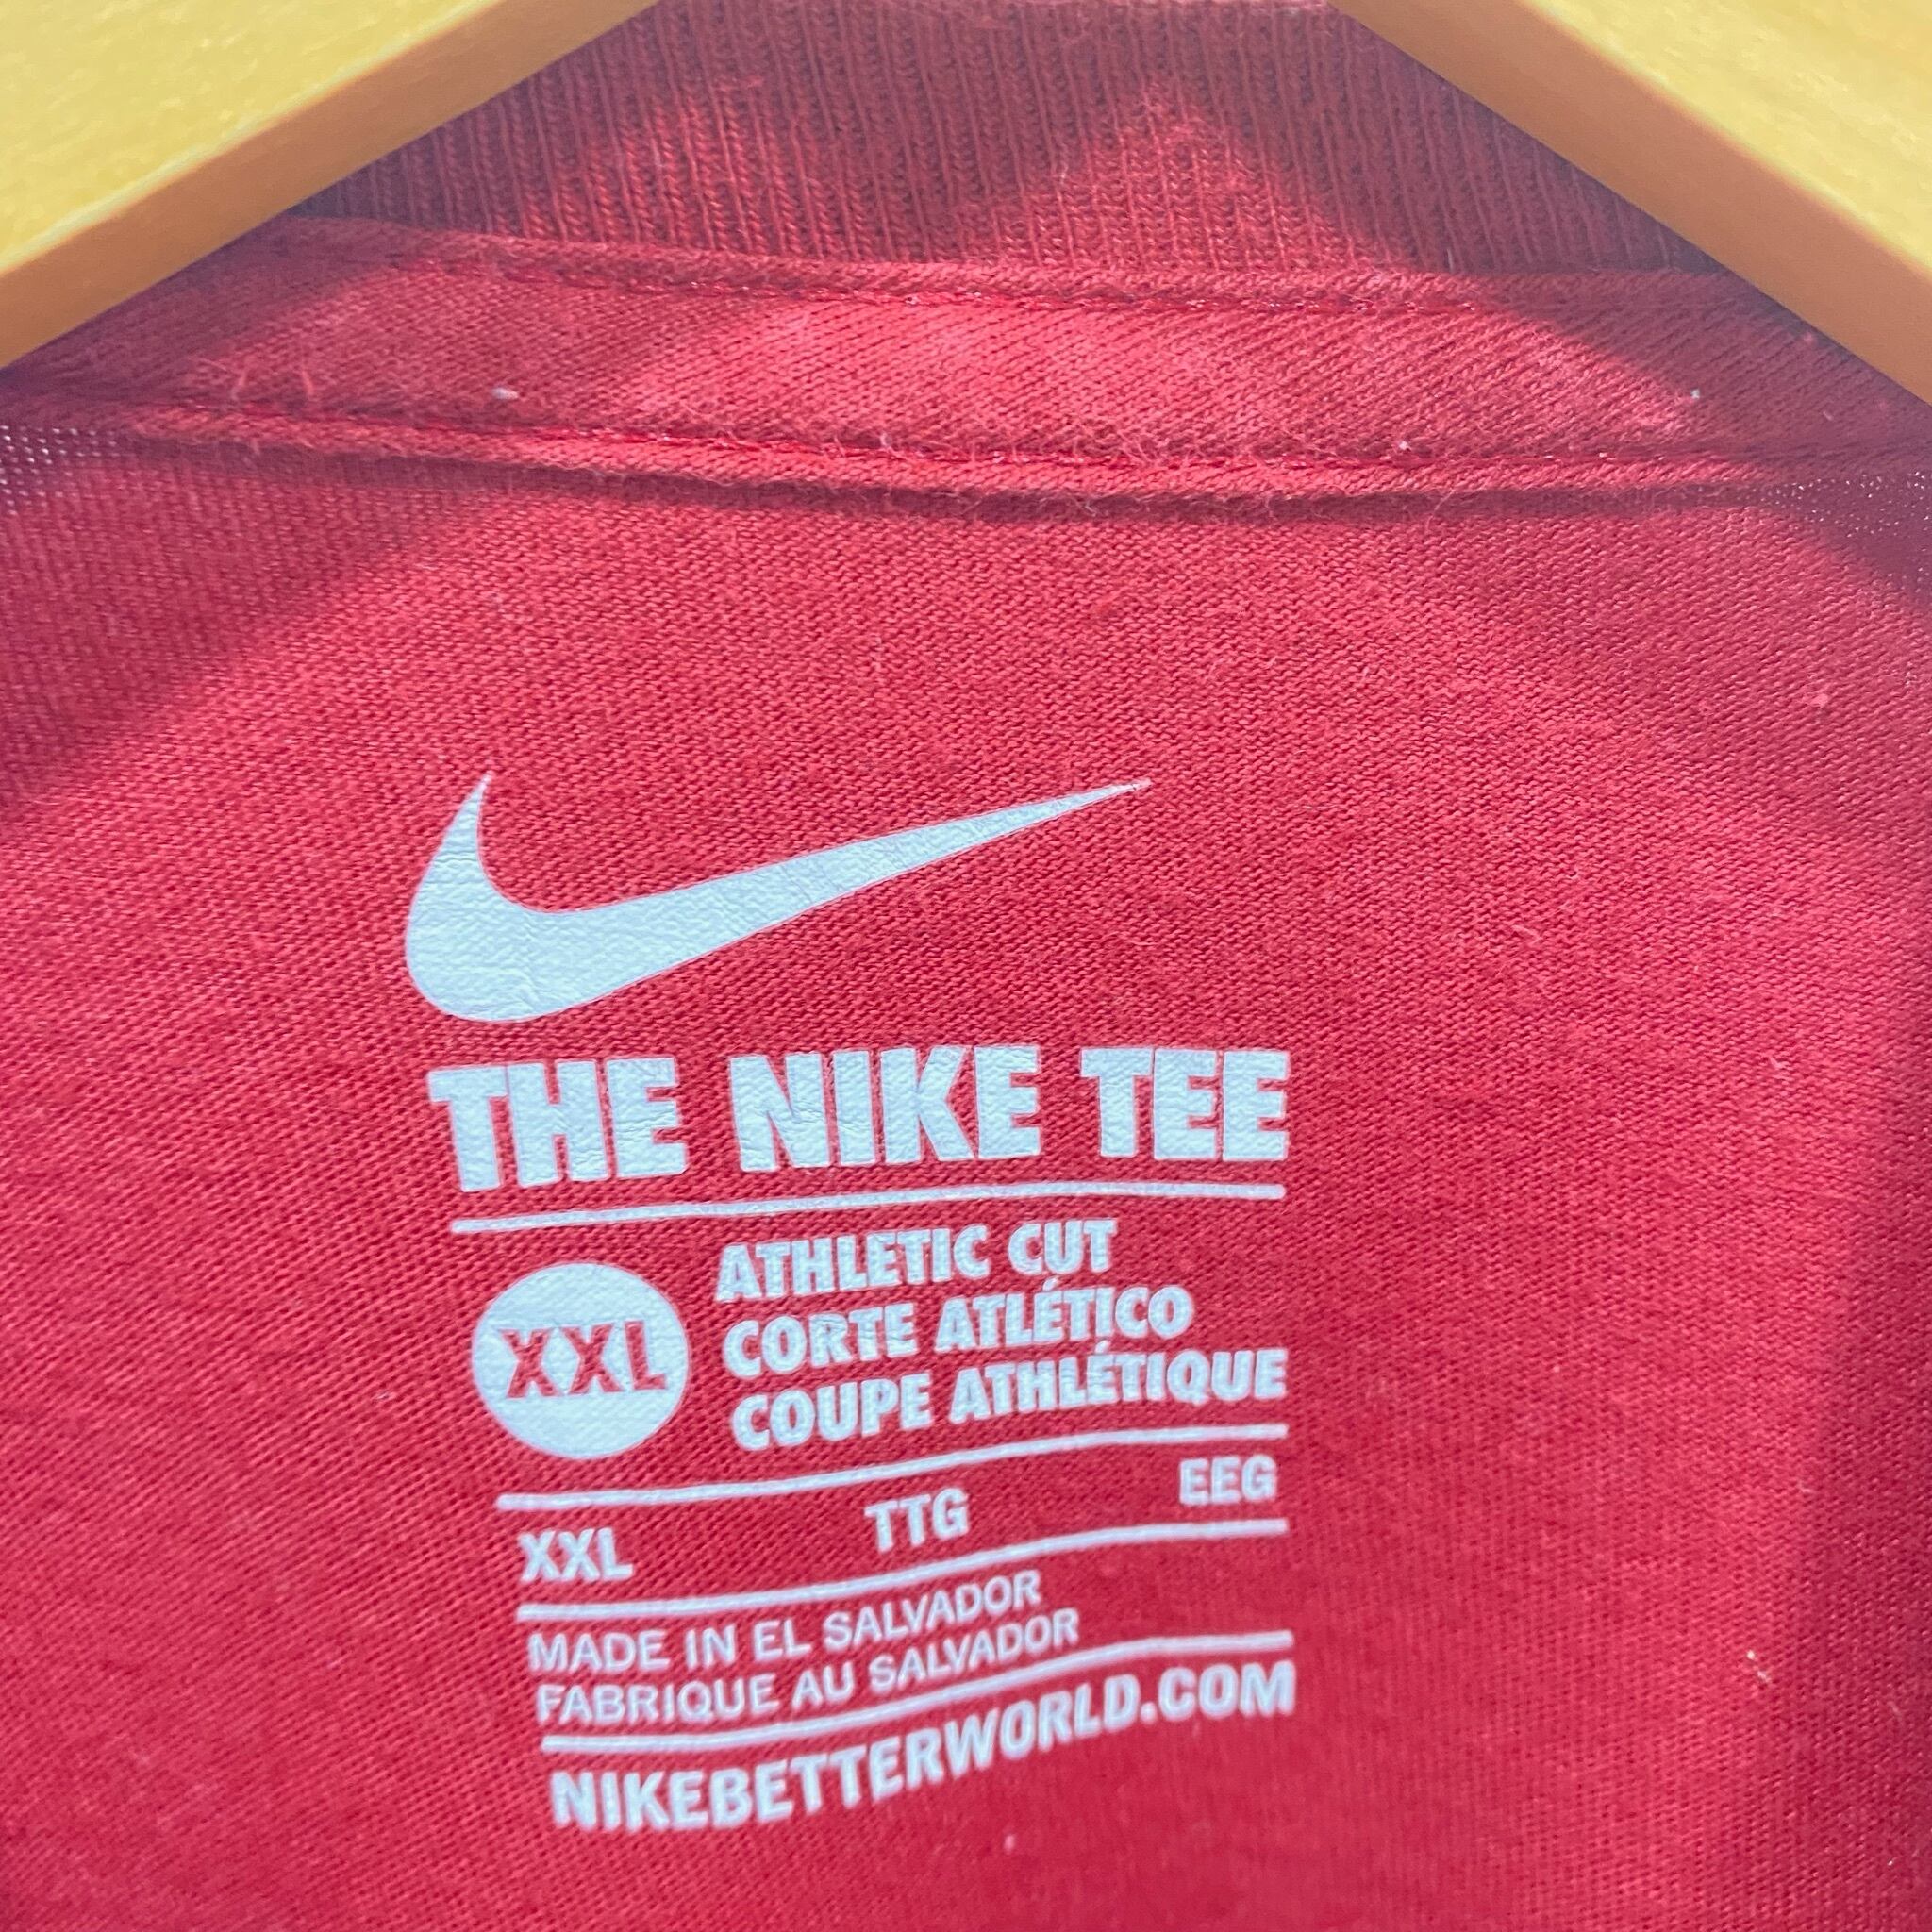 THE NIKE TEE
XXL
ATHLETIC CUT
CORTE ATLÉTICO
COUPE ATHLÉTIQUE
XXL TTG EEG
MADE IN EL SALVADOR
FABRIQUE AU SALVADOR
NIKEBETTERWORLD.COM